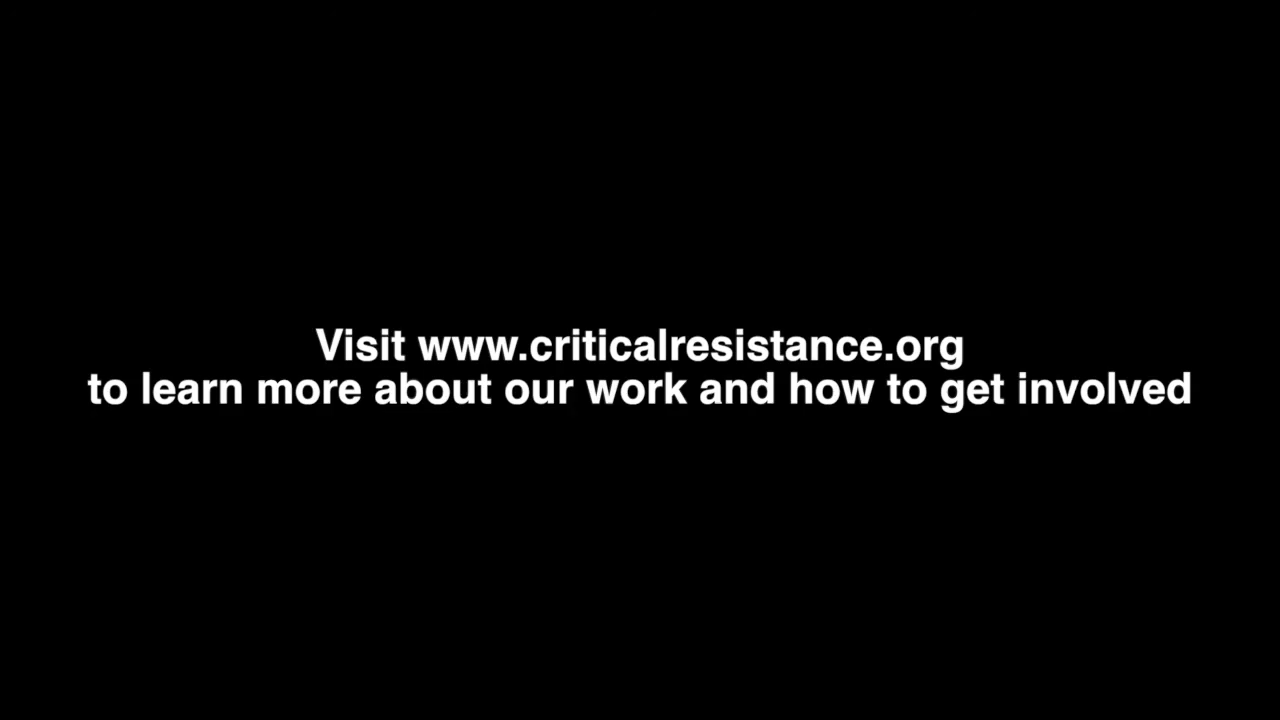 Visit www.criticalresistance.org
to learn more about our work and how to get involved